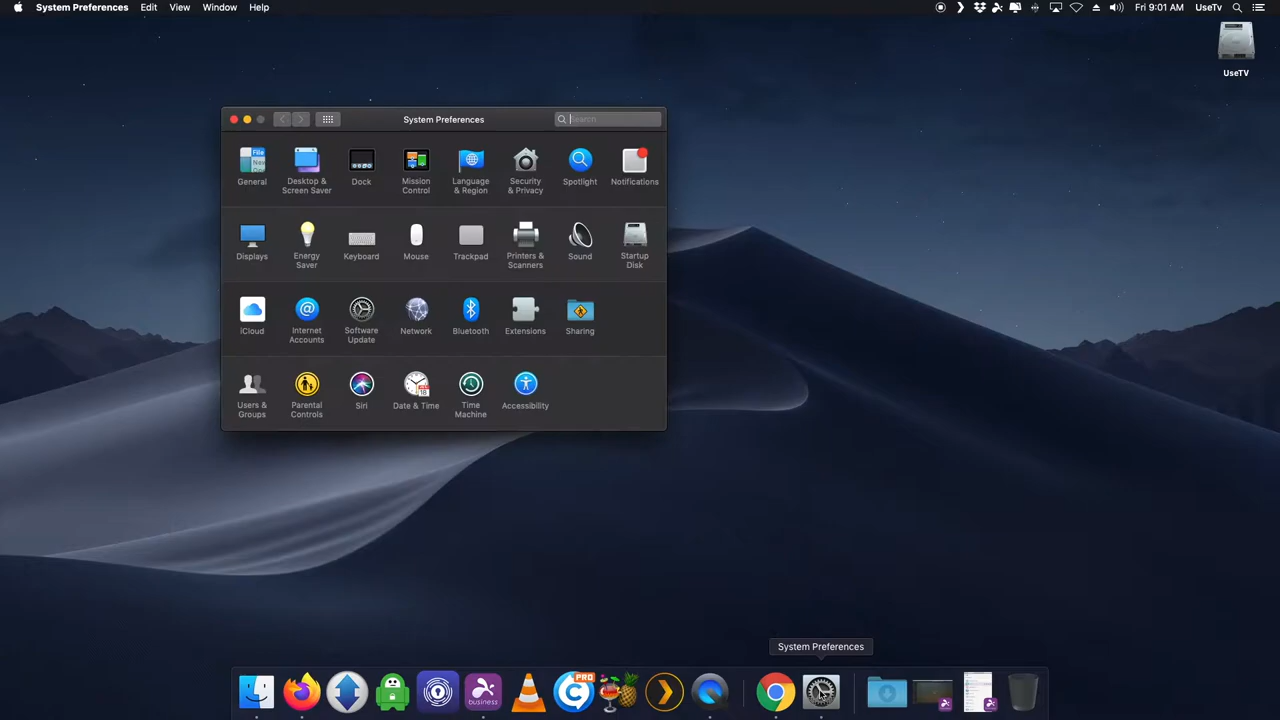 System Preferences Edit View Window Help Fri 9:01 AM UseTv
UseTV
System Preferences Search
General Desktop & Screen Saver Dock Mission Control Language & Region Security & Privacy Spotlight Notifications
Displays Energy Saver Keyboard Mouse Trackpad Printers & Scanners Sound Startup Disk
iCloud Internet Accounts Software Update Network Bluetooth Extensions Sharing
Users & Groups Parental Controls Siri Date & Time Time Machine Accessibility
System Preferences
business
PRO